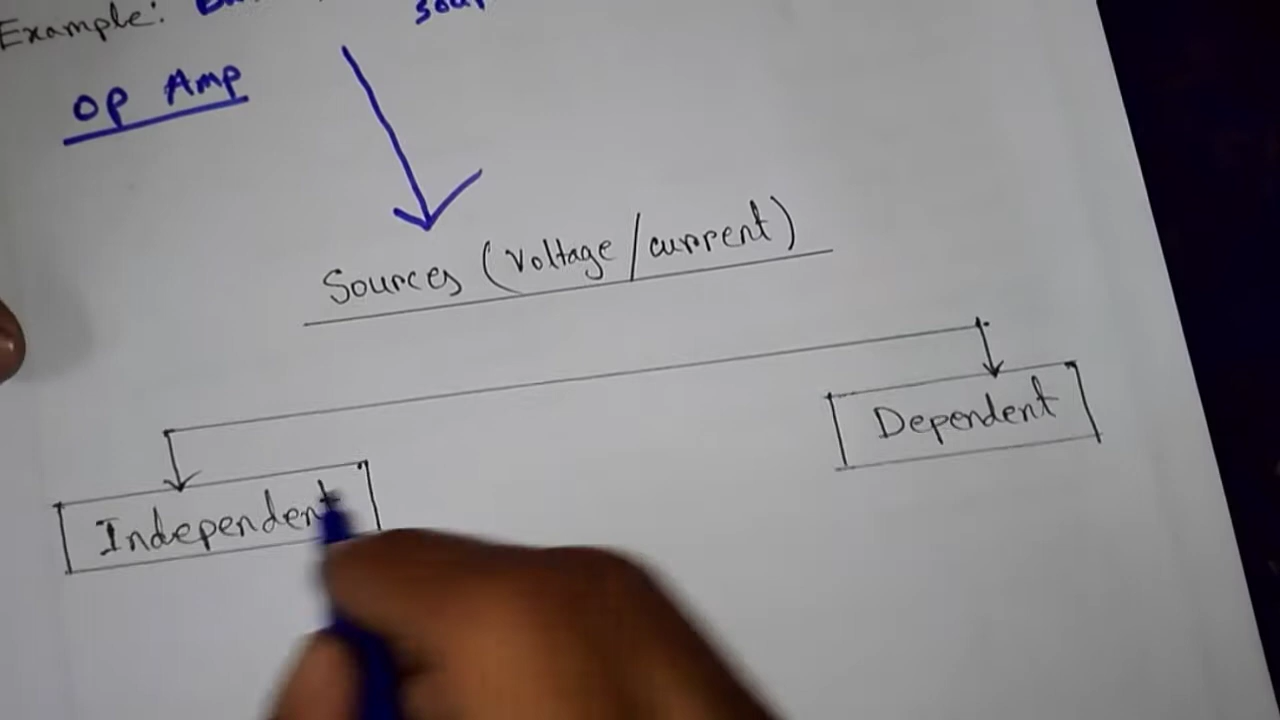 Example:
OP Amp
Sources (Voltage/current)
Dependent
Independent